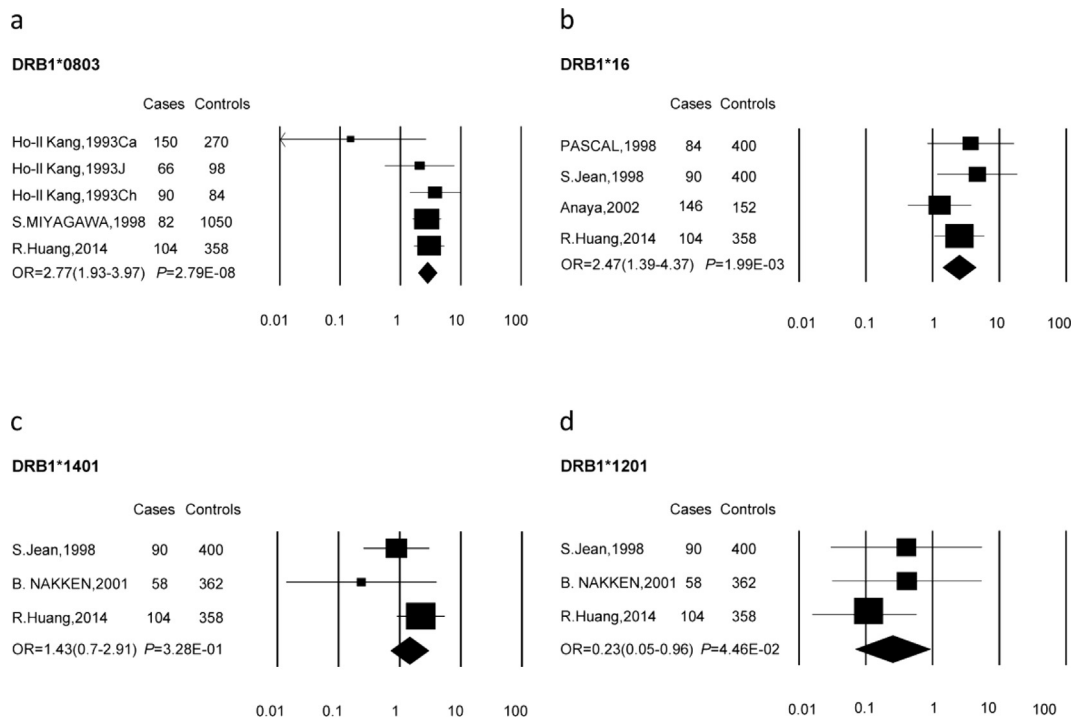 a
DRB1*0803
Cases Controls
Ho-Il Kang,1993Ca 150 270
Ho-Il Kang,1993J 66 98
Ho-Il Kang,1993Ch 90 84
S.MIYAGAWA,1998 82 1050
R.Huang,2014 104 358
OR=2.77(1.93-3.97) P=2.79E-08
0.01 0.1 1 10 100
b
DRB1*16
Cases Controls
PASCAL,1998 84 400
S.Jean,1998 90 400
Anaya,2002 146 152
R.Huang,2014 104 358
OR=2.47(1.39-4.37) P=1.99E-03
0.01 0.1 1 10 100
c
DRB1*1401
Cases Controls
S.Jean,1998 90 400
B. NAKKEN,2001 58 362
R.Huang,2014 104 358
OR=1.43(0.7-2.91) P=3.28E-01
0.01 0.1 1 10 100
d
DRB1*1201
Cases Controls
S.Jean,1998 90 400
B. NAKKEN,2001 58 362
R.Huang,2014 104 358
OR=0.23(0.05-0.96) P=4.46E-02
0.01 0.1 1 10 100